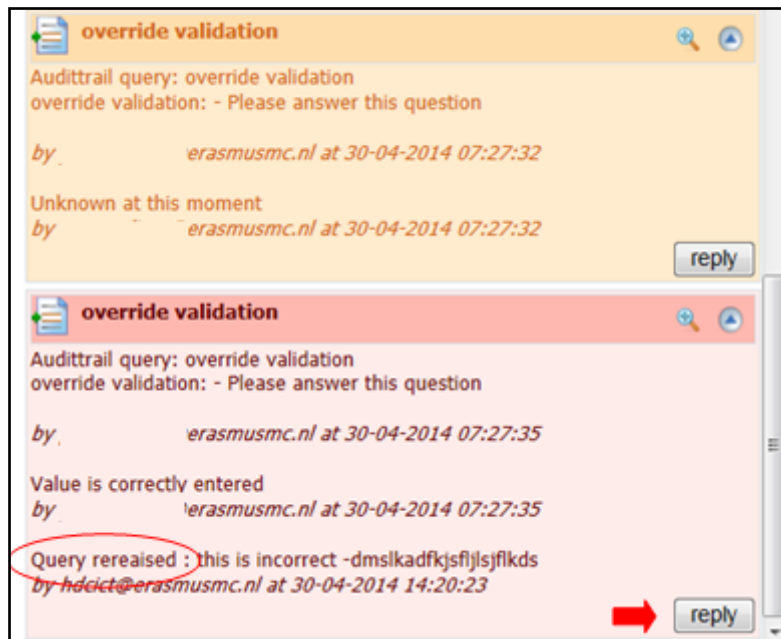 override validation
Audittrail query: override validation
override validation: - Please answer this question
by erasmusmc.nl at 30-04-2014 07:27:32
Unknown at this moment
by erasmusmc.nl at 30-04-2014 07:27:32
reply
override validation
Audittrail query: override validation
override validation: - Please answer this question
by erasmusmc.nl at 30-04-2014 07:27:35
Value is correctly entered
by erasmusmc.nl at 30-04-2014 07:27:35
Query rereaised : this is incorrect -dmslkadfkjsfljlsjflkds
by hdcict@erasmusmc.nl at 30-04-2014 14:20:23
reply